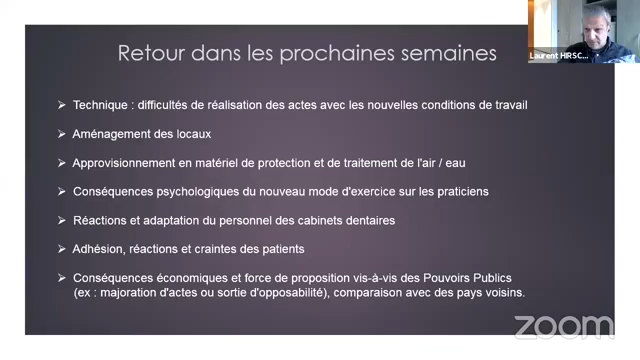 Retour dans les prochaines semaines
Laurent HIRSC...
Technique : difficultés de réalisation des actes avec les nouvelles conditions de travail
Aménagement des locaux
Approvisionnement en matériel de protection et de traitement de l'air / eau
Conséquences psychologiques du nouveau mode d'exercice sur les praticiens
Réactions et adaptation du personnel des cabinets dentaires
Adhésion, réactions et craintes des patients
Conséquences économiques et force de proposition vis-à-vis des Pouvoirs Publics
(ex : majoration d'actes ou sortie d'opposabilité), comparaison avec des pays voisins.
zoom